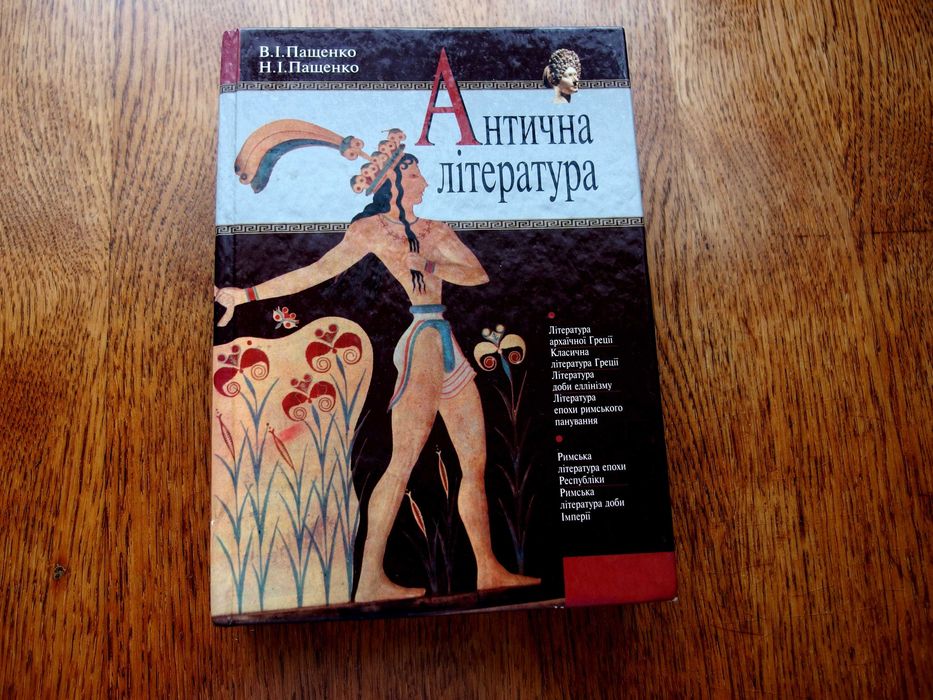 В.І.Пащенко
Н.І.Пащенко
Антична
література
Література
архаїчної Греції
Класична
література Греції
Література
доби еллінізму
Література
епохи римського
панування
Римська
література епохи
Республіки
Римська
література доби
Імперії